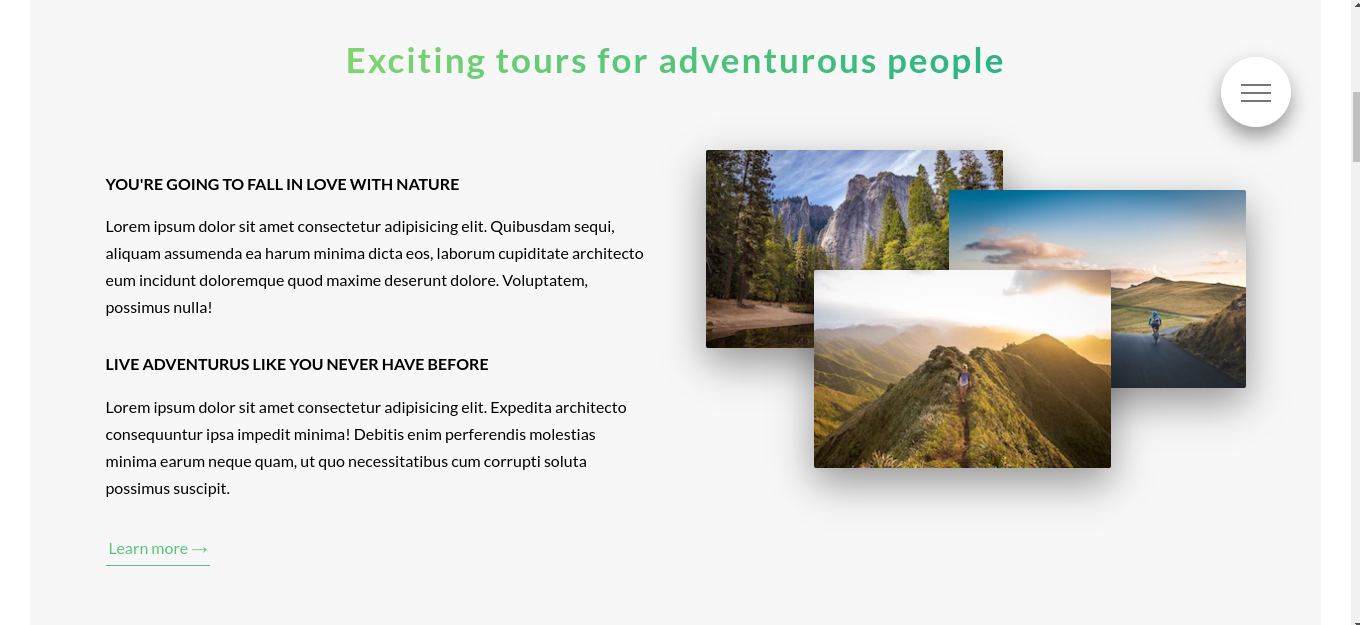 Exciting tours for adventurous people
YOU'RE GOING TO FALL IN LOVE WITH NATURE
Lorem ipsum dolor sit amet consectetur adipisicing elit. Quibusdam sequi,
aliquam assumenda ea harum minima dicta eos, laborum cupiditate architecto
eum incidunt doloremque quod maxime deserunt dolore. Voluptatem,
possimus nulla!
LIVE ADVENTURUS LIKE YOU NEVER HAVE BEFORE
Lorem ipsum dolor sit amet consectetur adipisicing elit. Expedita architecto
consequuntur ipsa impedit minima! Debitis enim perferendis molestias
minima earum neque quam, ut quo necessitatibus cum corrupti soluta
possimus suscipit.
Learn more →